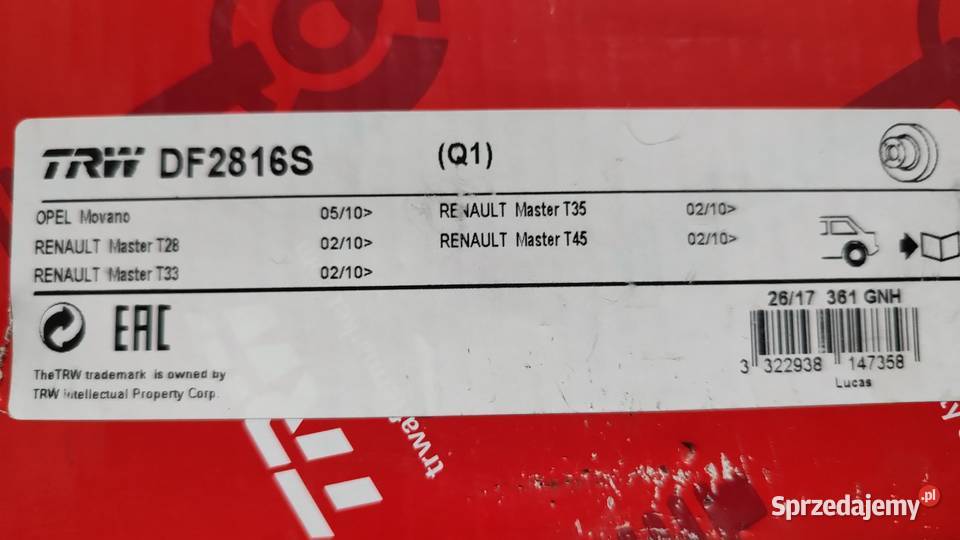 TRW DF2816S (Q1)
OPEL Movano 05/10> RENAULT Master T35 02/10>
RENAULT Master T28 02/10> RENAULT Master T45 02/10>
RENAULT Master T33 02/10>
26/17 361 GNH
EAC
3 322938 147358
Lucas
TheTRW trademark is owned by
TRW Intellectual Property Corp.
trwaf
Sprzedajemy.pl